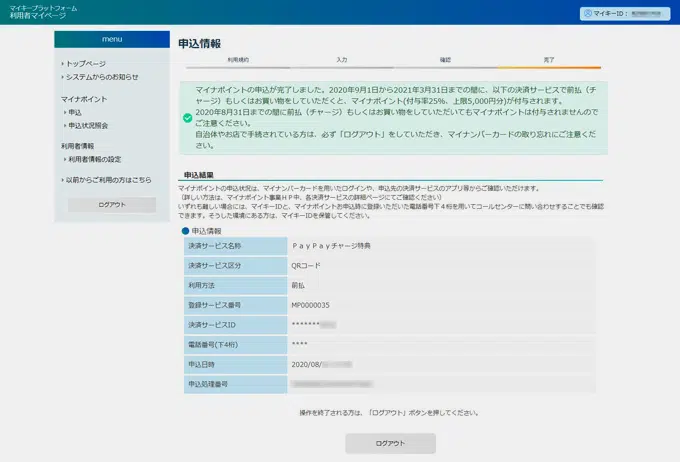 マイキープラットフォーム
利用者マイページ
マイキーID：
menu
トップページ
システムからのお知らせ
マイナポイント
申込
申込状況照会
利用者情報
利用者情報の設定
以前からご利用の方はこちら
ログアウト
申込情報
利用規約
入力
確認
完了
マイナポイントの申込が完了しました。2020年9月1日から2021年3月31日までの間に、以下の決済サービスで前払（チ
ャージ）もしくはお買い物をしていただくと、マイナポイント(付与率25%、上限5,000円分)が付与されます。
2020年8月31日までの間に前払（チャージ）もしくはお買い物をしていただいてもマイナポイントは付与されませんのでご注意ください。
自治体やお店で手続されている方は、必ず「ログアウト」をしていただき、マイナンバーカードの取り忘れにご注意ください。
申込結果
マイナポイントの申込状況は、マイナンバーカードを用いたログインや、申込先の決済サービスのアプリ等からご確認いただけます。
（詳しい方法は、マイナポイント事業HP中、各決済サービスの詳細ページにてご確認ください）
いずれも難しい場合には、マイキーIDと、マイナポイントお申込時に登録いただいた電話番号下4桁を用いてコールセンターに問い合わせすることでも確認
できます。そうした環境にある方は、マイキーIDを保管してください。
申込情報
決済サービス名称 ＰａｙＰａｙチャージ特典
決済サービス区分 QRコード
利用方法 前払
登録サービス番号 MP0000035
決済サービスID *******
電話番号(下4桁) ****
申込日時 2020/08/
申込処理番号
操作を終了される方は、「ログアウト」ボタンを押してください。
ログアウト